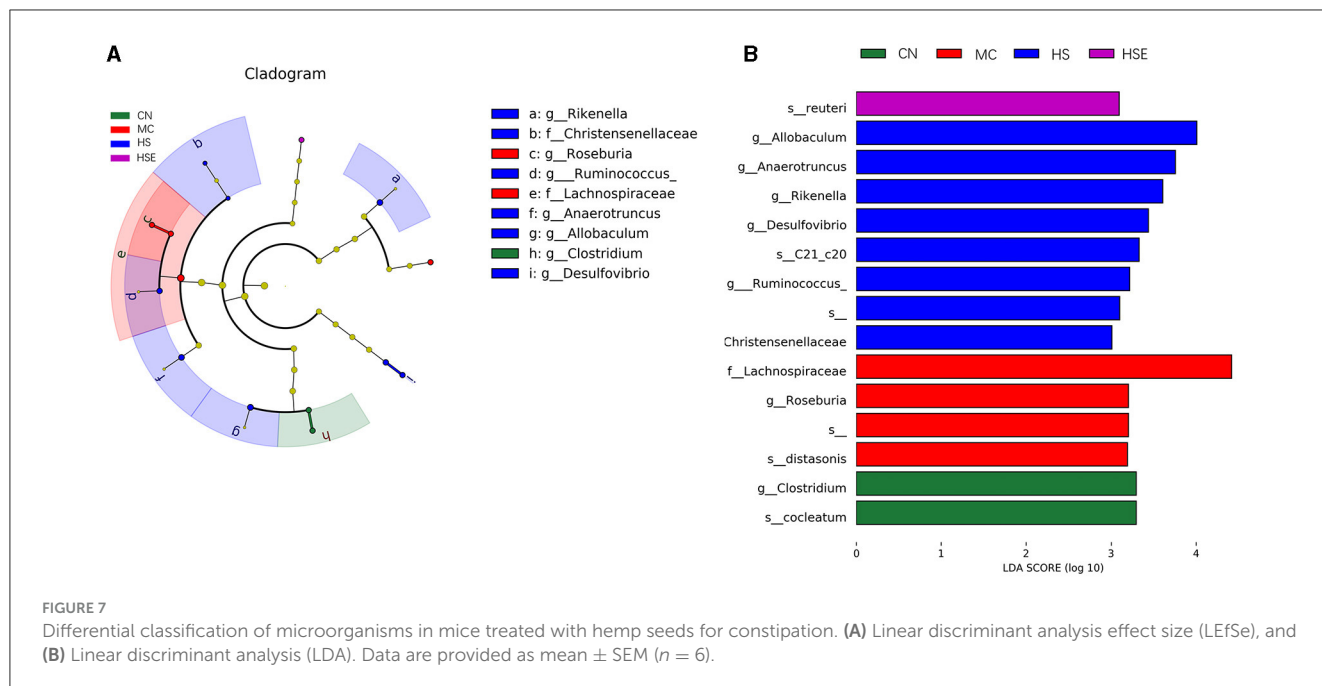 A
Cladogram
CN
MC
HS
HSE
a: g__Rikenella
b: f__Christensenellaceae
c: g__Roseburia
d: g___Ruminococcus_
e: f__Lachnospiraceae
f: g__Anaerotruncus
g: g__Allobaculum
h: g__Clostridium
i: g__Desulfovibrio
b
a
c
e
d
f
g
h
i
B
CN MC HS HSE
s__reuteri
g__Allobaculum
g__Anaerotruncus
g__Rikenella
g__Desulfovibrio
s__C21_c20
g___Ruminococcus_
s__
Christensenellaceae
f__Lachnospiraceae
g__Roseburia
s__
s__distasonis
g__Clostridium
s__cocleatum
0 1 2 3 4
LDA SCORE (log 10)
FIGURE 7
Differential classification of microorganisms in mice treated with hemp seeds for constipation. (A) Linear discriminant analysis effect size (LEfSe), and
(B) Linear discriminant analysis (LDA). Data are provided as mean ± SEM (n = 6).